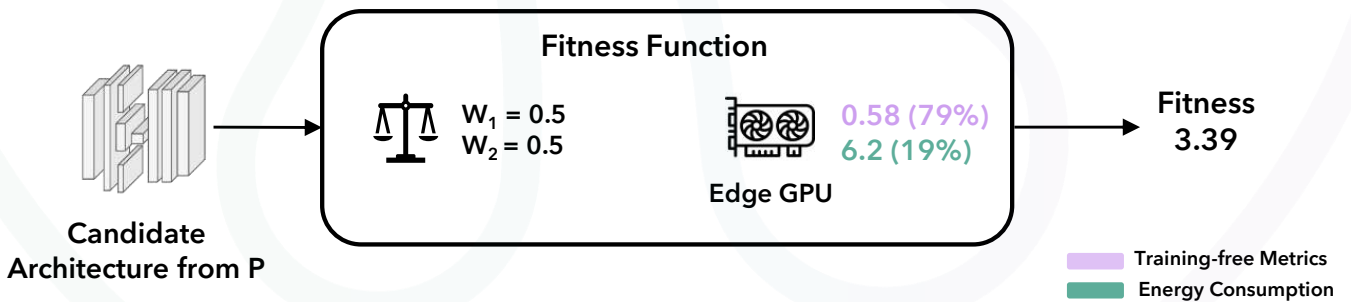 Fitness Function
W₁ = 0.5
W₂ = 0.5
0.58 (79%)
6.2 (19%)
Edge GPU
Fitness
3.39
Candidate
Architecture from P
Training-free Metrics
Energy Consumption